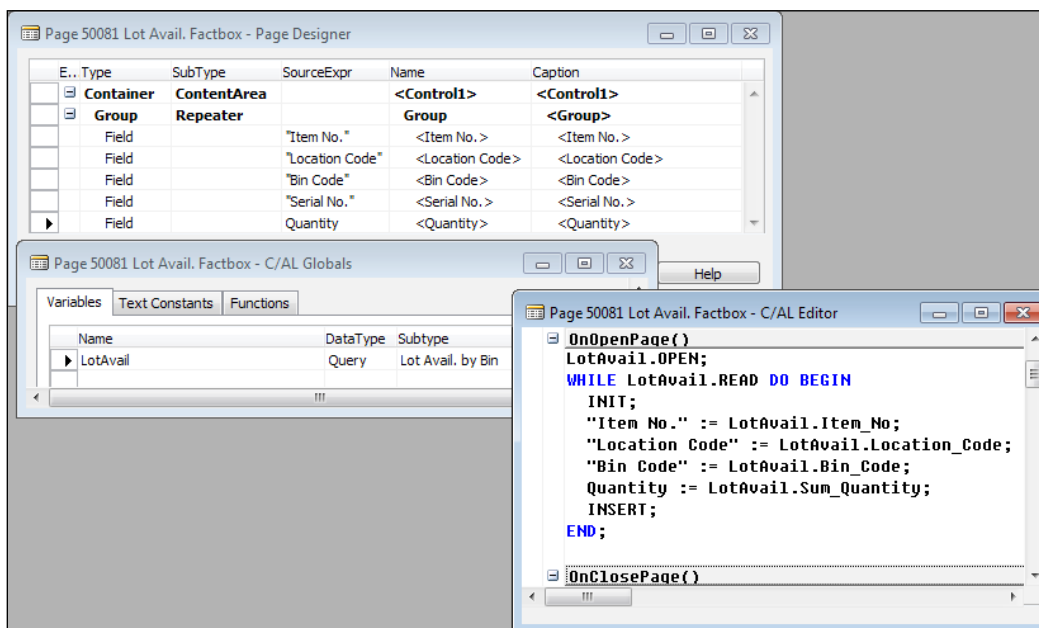 Page 50081 Lot Avail. Factbox - Page Designer
E.. Type SubType SourceExpr Name Caption
Container ContentArea <Control1> <Control1>
Group Repeater Group <Group>
Field "Item No." <Item No.> <Item No.>
Field "Location Code" <Location Code> <Location Code>
Field "Bin Code" <Bin Code> <Bin Code>
Field "Serial No." <Serial No.> <Serial No.>
Field Quantity <Quantity> <Quantity>
Help
Page 50081 Lot Avail. Factbox - C/AL Globals
Variables Text Constants Functions
Name DataType Subtype
LotAvail Query Lot Avail. by Bin
Page 50081 Lot Avail. Factbox - C/AL Editor
OnOpenPage()
LotAvail.OPEN;
WHILE LotAvail.READ DO BEGIN
INIT;
"Item No." := LotAvail.Item_No;
"Location Code" := LotAvail.Location_Code;
"Bin Code" := LotAvail.Bin_Code;
Quantity := LotAvail.Sum_Quantity;
INSERT;
END;
OnClosePage()